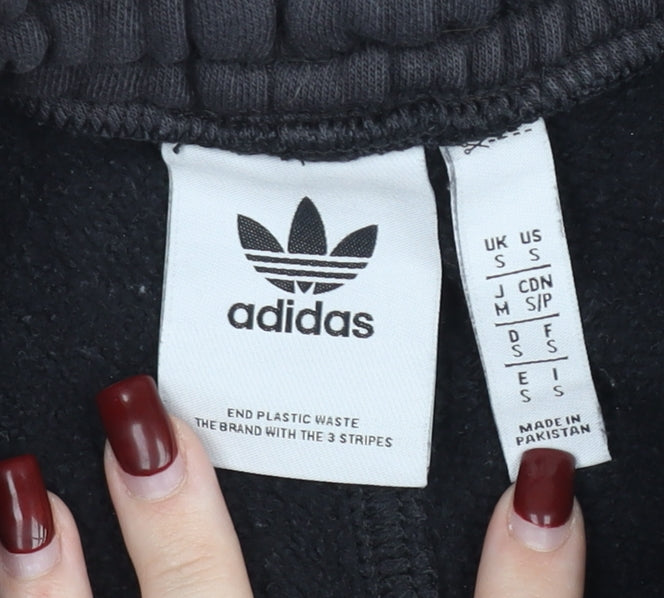 adidas
END PLASTIC WASTE
THE BRAND WITH THE 3 STRIPES
UK US
S S
J CDN
M S/P
D F
S S
E I
S S
MADE IN
PAKISTAN